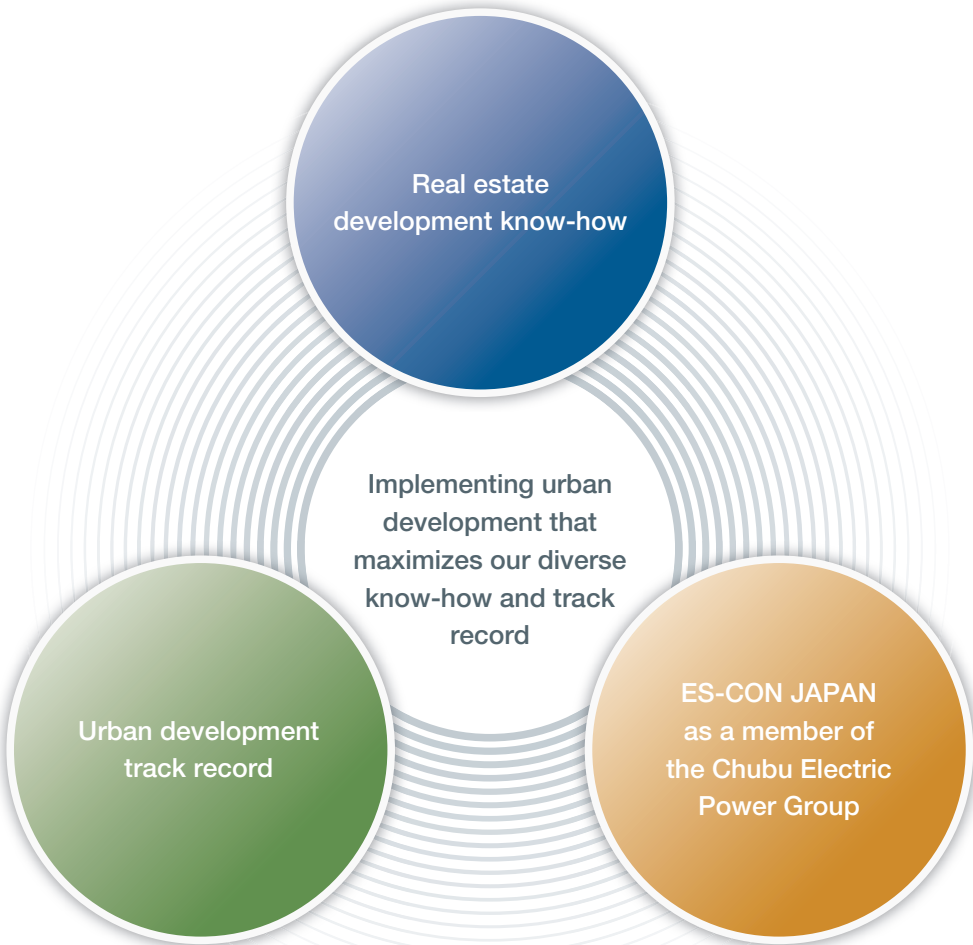 Real estate
development know-how
Implementing urban
development that
maximizes our diverse
know-how and track
record
Urban development
track record
ES-CON JAPAN
as a member of
the Chubu Electric
Power Group